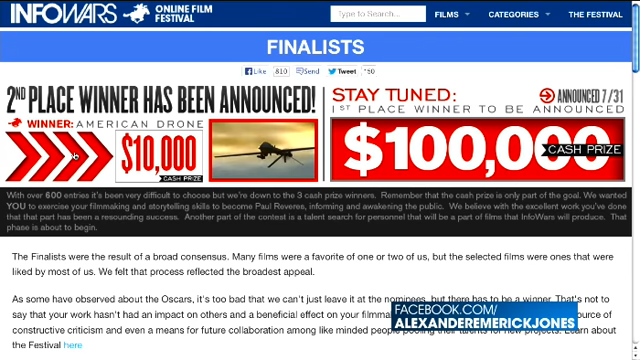 INFOWARS ONLINE FILM FESTIVAL
Type to Search...
FILMS CATEGORIES THE FESTIVAL
FINALISTS
Like 810 Send Tweet
2ND PLACE WINNER HAS BEEN ANNOUNCED!
WINNER: AMERICAN DRONE
$10,000
CASH PRIZE
STAY TUNED:
ANNOUNCED 7/31
1ST PLACE WINNER TO BE ANNOUNCED
$100,000
CASH PRIZE
With over 600 entries it's been very difficult to choose but we're down to the 3 cash prize winners. Remember that the cash prize is only part of the goal. We wanted
YOU to exercise your filmmaking and storytelling skills to become Paul Reveres, informing and awakening the public. We believe with the excellent work you've done
that that part has been a resounding success. Another part of the contest is a talent search for personnel that will be a part of films that InfoWars will produce. That
phase is about to begin.
The Finalists were the result of a broad consensus. Many films were a favorite of one or two of us, but the selected films were ones that were
liked by most of us. We felt that process reflected the broadest appeal.
As some have observed about the Oscars, it's too bad that we can't just leave it at the nominees, but there has to be a winner. That's not to
say that your work hasn't had an impact on others and a beneficial effect on your filmma
ource of
constructive criticism and even a means for future collaboration among like minded people pooling their talents for new projects. Learn about
the Festival here
FACEBOOK.COM/
ALEXANDEREMERICKJONES